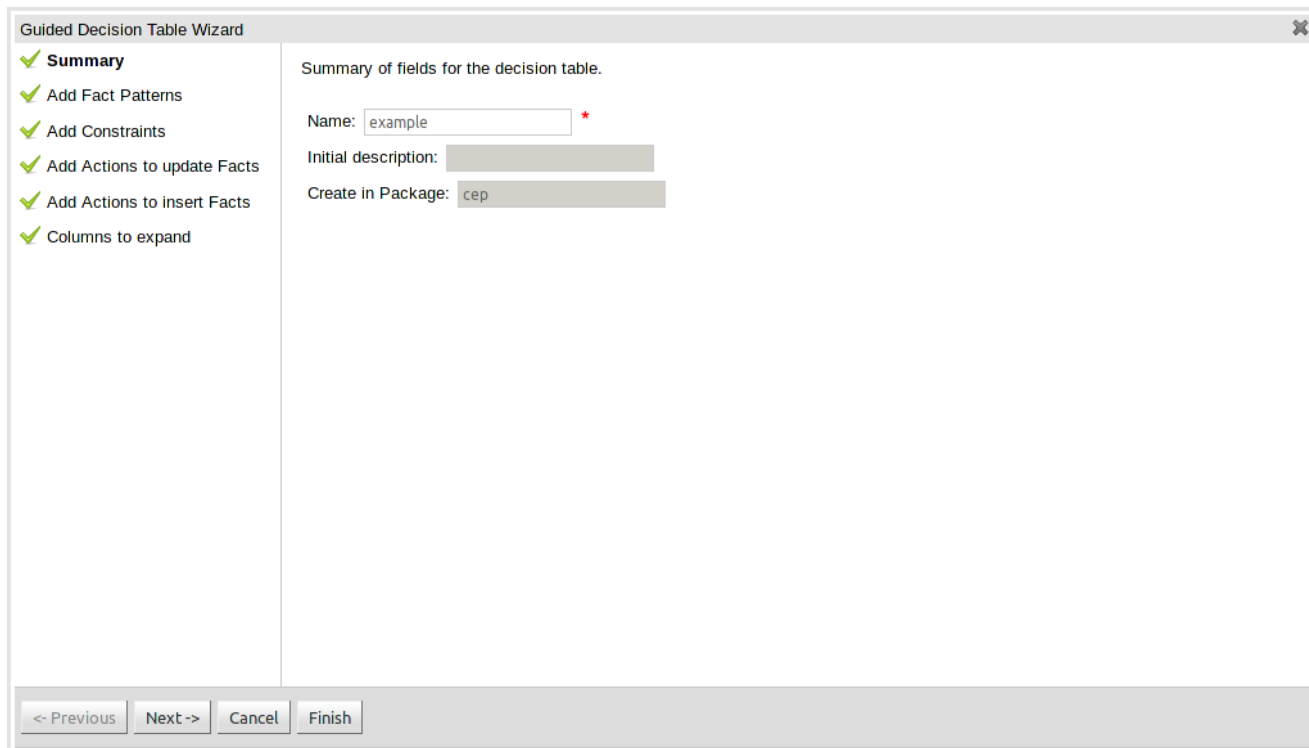 Guided Decision Table Wizard
Summary
Add Fact Patterns
Add Constraints
Add Actions to update Facts
Add Actions to insert Facts
Columns to expand
Summary of fields for the decision table.
Name: example *
Initial description:
Create in Package: cep
<- Previous Next -> Cancel Finish